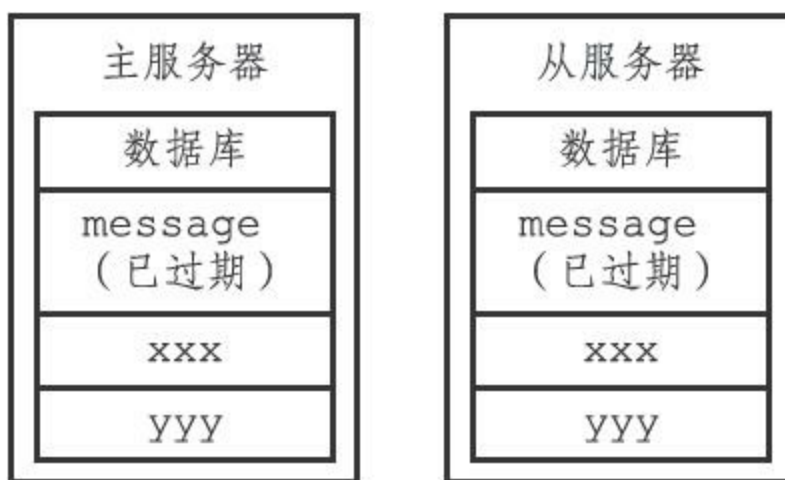 主服务器
数据库
message
（已过期）
xxx
yyy
从服务器
数据库
message
（已过期）
xxx
yyy